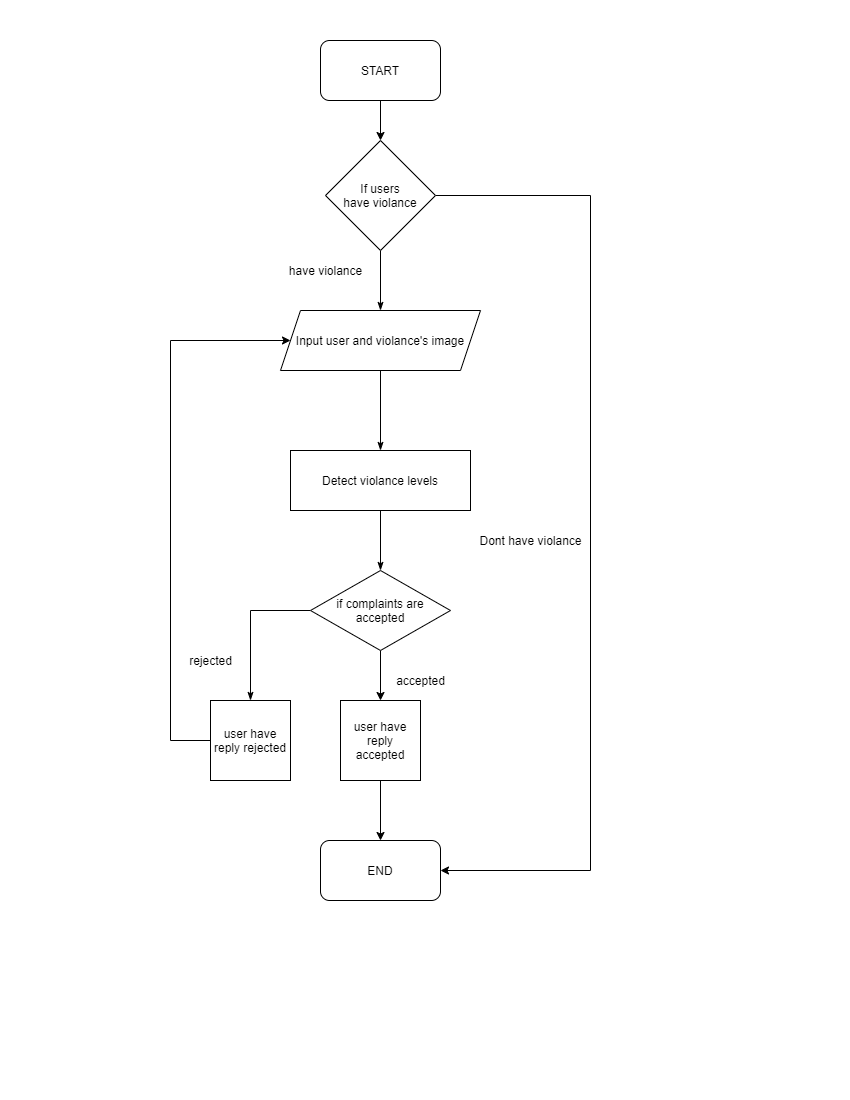 START
If users
have violance
have violance
Input user and violance's image
Detect violance levels
Dont have violance
if complaints are
accepted
rejected
accepted
user have
reply rejected
user have
reply
accepted
END